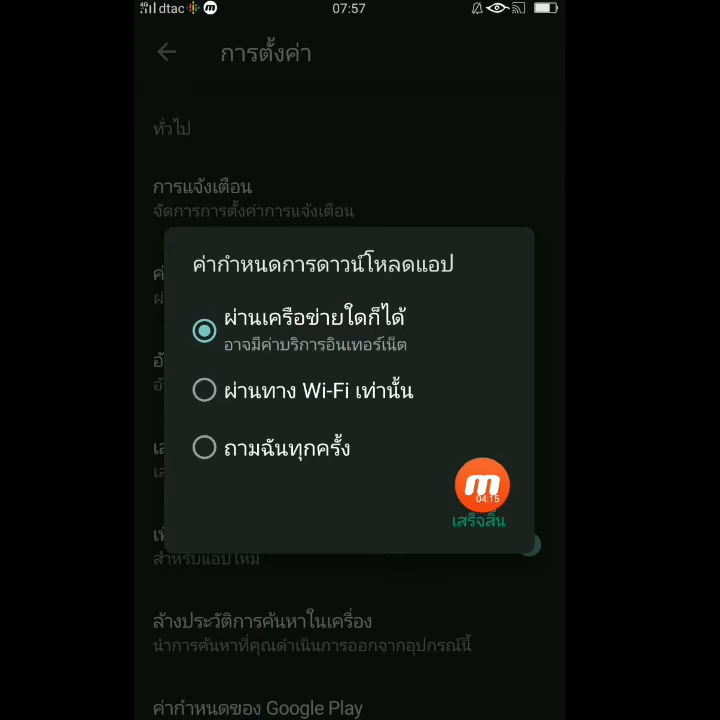 4G dtac 07:57
การตั้งค่า
ทั่วไป
การแจ้งเตือน
จัดการการตั้งค่าการแจ้งเตือน
ค่ากำหนดการดาวน์โหลดแอป
ผ่านเครือข่ายใดก็ได้
อาจมีค่าบริการอินเทอร์เน็ต
ผ่านทาง Wi-Fi เท่านั้น
ถามฉันทุกครั้ง
m
04:15
เสร็จสิ้น
สำหรับแอปใหม่
ล้างประวัติการค้นหาในเครื่อง
นำการค้นหาที่คุณดำเนินการออกจากอุปกรณ์นี้
ค่ากำหนดของ Google Play